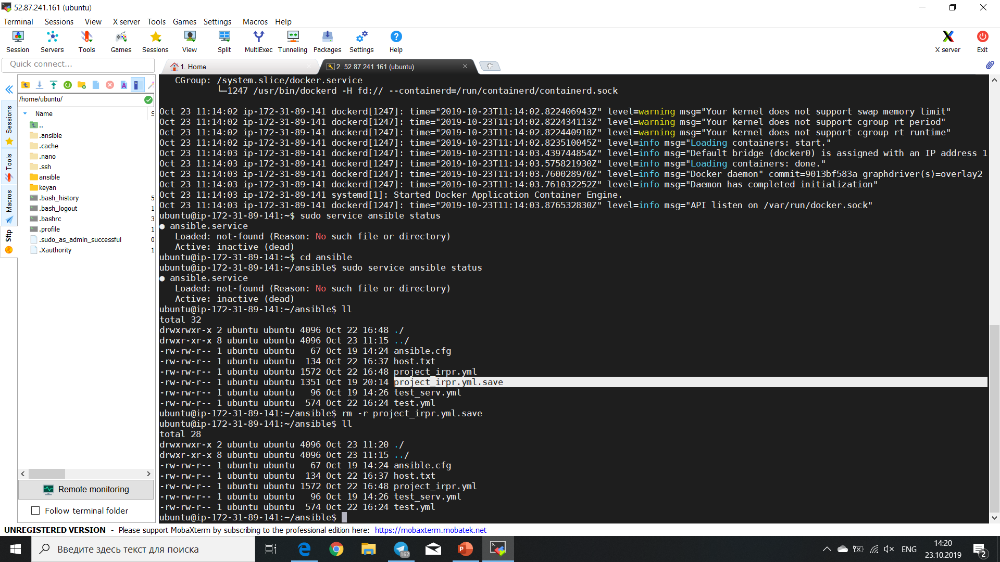 52.87.241.161 (ubuntu)
Terminal Sessions View X server Tools Games Settings Macros Help
Session Servers Tools Games Sessions View Split MultiExec Tunneling Packages Settings Help X server Exit
Quick connect...
1. Home
2. 52.87.241.161 (ubuntu)
/home/ubuntu/
Name S
..
.ansible
.cache
.nano
.ssh
ansible
keyan
.bash_history 5
.bash_logout 1
.bashrc 3
.profile 1
.sudo_as_admin_successful 0
.Xauthority 1
Sessions
Tools
Macros
Sftp
Remote monitoring
Follow terminal folder
CGroup: /system.slice/docker.service
└─1247 /usr/bin/dockerd -H fd:// --containerd=/run/containerd/containerd.sock
Oct 23 11:14:02 ip-172-31-89-141 dockerd[1247]: time="2019-10-23T11:14:02.822406943Z" level=warning msg="Your kernel does not support swap memory limit"
Oct 23 11:14:02 ip-172-31-89-141 dockerd[1247]: time="2019-10-23T11:14:02.822434113Z" level=warning msg="Your kernel does not support cgroup rt period"
Oct 23 11:14:02 ip-172-31-89-141 dockerd[1247]: time="2019-10-23T11:14:02.822440918Z" level=warning msg="Your kernel does not support cgroup rt runtime"
Oct 23 11:14:02 ip-172-31-89-141 dockerd[1247]: time="2019-10-23T11:14:02.823510045Z" level=info msg="Loading containers: start."
Oct 23 11:14:03 ip-172-31-89-141 dockerd[1247]: time="2019-10-23T11:14:03.439744854Z" level=info msg="Default bridge (docker0) is assigned with an IP address 1
Oct 23 11:14:03 ip-172-31-89-141 dockerd[1247]: time="2019-10-23T11:14:03.575821930Z" level=info msg="Loading containers: done."
Oct 23 11:14:03 ip-172-31-89-141 dockerd[1247]: time="2019-10-23T11:14:03.760028970Z" level=info msg="Docker daemon" commit=9013bf583a graphdriver(s)=overlay2
Oct 23 11:14:03 ip-172-31-89-141 dockerd[1247]: time="2019-10-23T11:14:03.761032252Z" level=info msg="Daemon has completed initialization"
Oct 23 11:14:03 ip-172-31-89-141 systemd[1]: Started Docker Application Container Engine.
Oct 23 11:14:03 ip-172-31-89-141 dockerd[1247]: time="2019-10-23T11:14:03.876532830Z" level=info msg="API listen on /var/run/docker.sock"
ubuntu@ip-172-31-89-141:~$ sudo service ansible status
● ansible.service
Loaded: not-found (Reason: No such file or directory)
Active: inactive (dead)
ubuntu@ip-172-31-89-141:~$ cd ansible
ubuntu@ip-172-31-89-141:~/ansible$ sudo service ansible status
● ansible.service
Loaded: not-found (Reason: No such file or directory)
Active: inactive (dead)
ubuntu@ip-172-31-89-141:~/ansible$ ll
total 32
drwxrwxr-x 2 ubuntu ubuntu 4096 Oct 22 16:48 ./
drwxr-xr-x 8 ubuntu ubuntu 4096 Oct 23 11:15 ../
-rw-rw-r-- 1 ubuntu ubuntu 67 Oct 19 14:24 ansible.cfg
-rw-rw-r-- 1 ubuntu ubuntu 134 Oct 22 16:37 host.txt
-rw-rw-r-- 1 ubuntu ubuntu 1572 Oct 22 16:48 project_irpr.yml
-rw-rw-r-- 1 ubuntu ubuntu 1351 Oct 19 20:14 project_irpr.yml.save
-rw-rw-r-- 1 ubuntu ubuntu 96 Oct 19 14:26 test_serv.yml
-rw-rw-r-- 1 ubuntu ubuntu 574 Oct 22 16:24 test.yml
ubuntu@ip-172-31-89-141:~/ansible$ rm -r project_irpr.yml.save
ubuntu@ip-172-31-89-141:~/ansible$ ll
total 28
drwxrwxr-x 2 ubuntu ubuntu 4096 Oct 23 11:20 ./
drwxr-xr-x 8 ubuntu ubuntu 4096 Oct 23 11:15 ../
-rw-rw-r-- 1 ubuntu ubuntu 67 Oct 19 14:24 ansible.cfg
-rw-rw-r-- 1 ubuntu ubuntu 134 Oct 22 16:37 host.txt
-rw-rw-r-- 1 ubuntu ubuntu 1572 Oct 22 16:48 project_irpr.yml
-rw-rw-r-- 1 ubuntu ubuntu 96 Oct 19 14:26 test_serv.yml
-rw-rw-r-- 1 ubuntu ubuntu 574 Oct 22 16:24 test.yml
ubuntu@ip-172-31-89-141:~/ansible$
UNREGISTERED VERSION - Please support MobaXterm by subscribing to the professional edition here: https://mobaxterm.mobatek.net
Введите здесь текст для поиска
162
ENG
14:20
23.10.2019
2